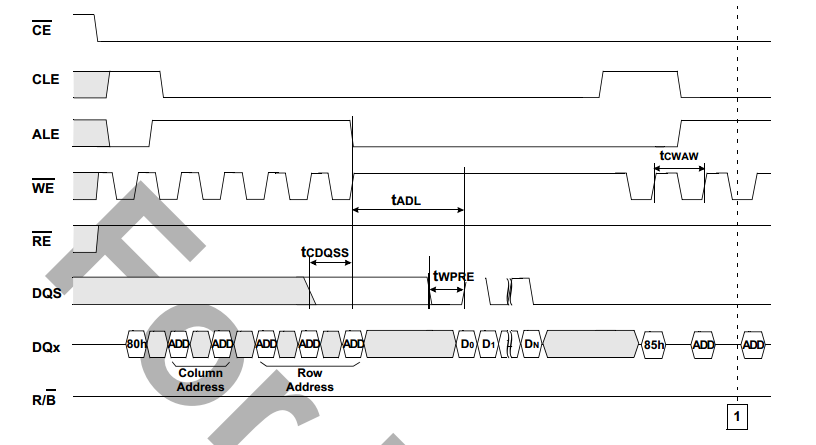 CE
CLE
ALE
tCWAW
WE
tADL
RE
tCDQSS
tWPRE
DQS
DQx
80h ADD ADD ADD ADD ADD D0 D1 DN 85h ADD ADD
Column
Address
Row
Address
R/B
1
For